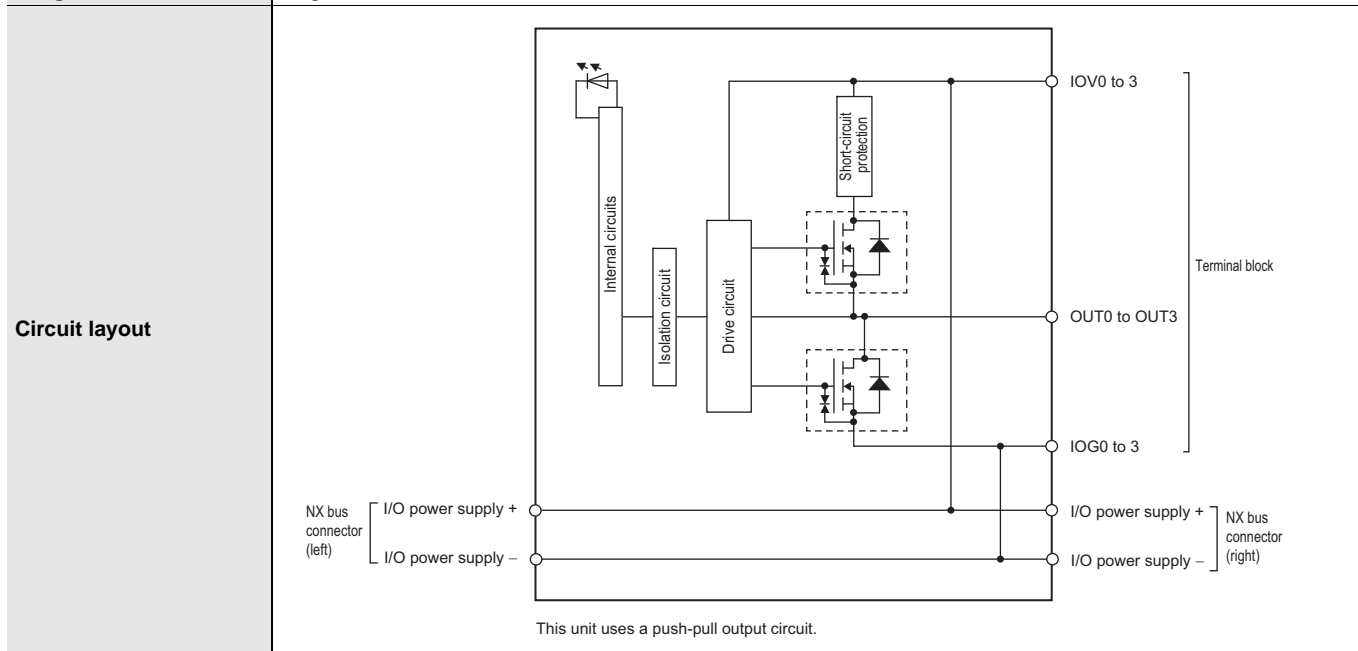 Circuit layout
IOV0 to 3
Short-circuit
protection
Internal circuits
Isolation circuit
Drive circuit
Terminal block
OUT0 to OUT3
IOG0 to 3
NX bus
connector
(left)
I/O power supply +
I/O power supply –
I/O power supply +
I/O power supply –
NX bus
connector
(right)
This unit uses a push-pull output circuit.